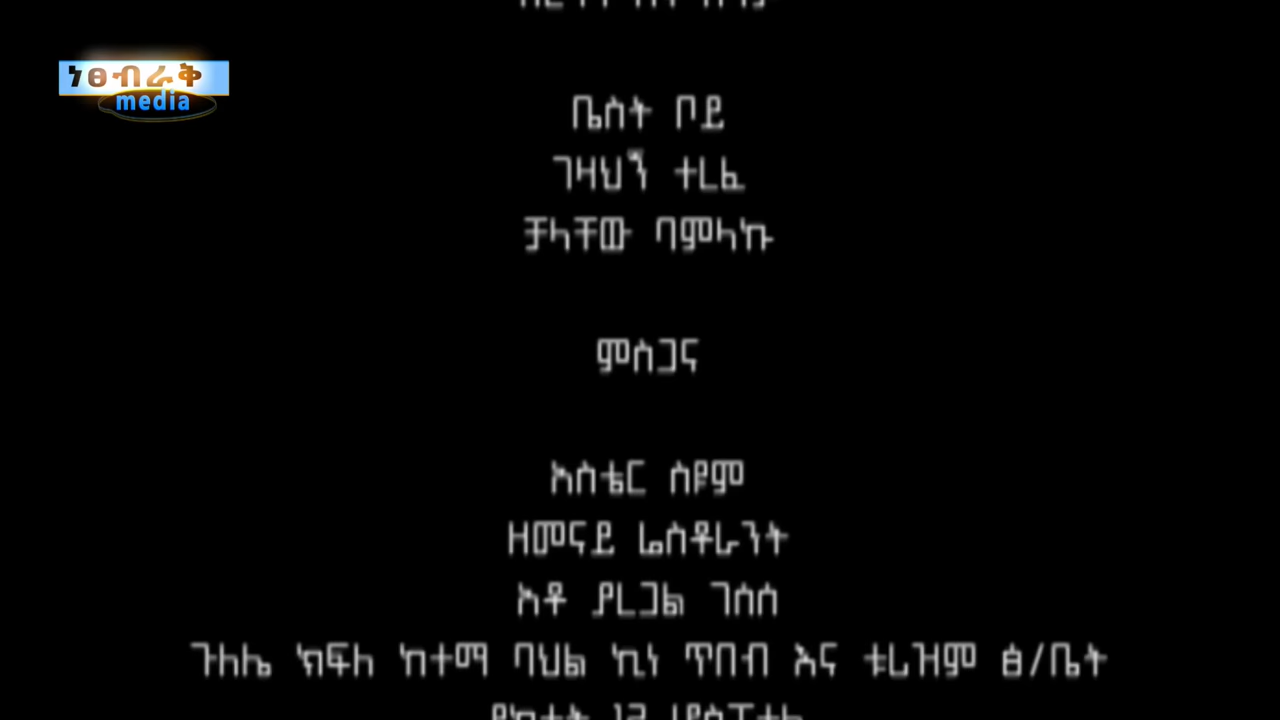 ነፀብራቅ
media
ቤስት ቦይ
ገዛህኝ ተረፈ
ቻላቸው ባምላኩ
ምስጋና
አስቴር ስዩም
ዘመናይ ሬስቶራንት
አቶ ያረጋል ገሰሰ
ጉለሌ ክፍለ ከተማ ባህል ኪነ ጥበብ እና ቱሪዝም ፅ/ቤት